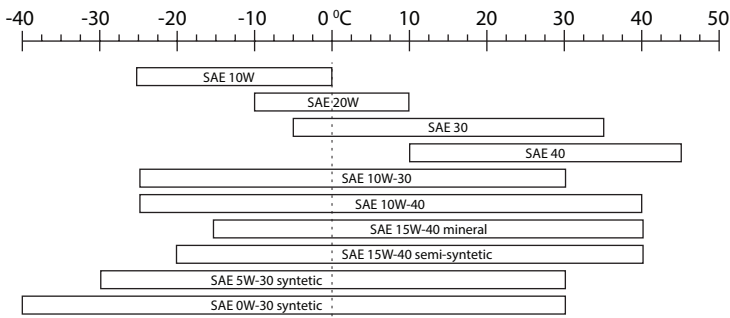 -40 -30 -20 -10 0 ⁰C 10 20 30 40 50
SAE 10W
SAE 20W
SAE 30
SAE 40
SAE 10W-30
SAE 10W-40
SAE 15W-40 mineral
SAE 15W-40 semi-syntetic
SAE 5W-30 syntetic
SAE 0W-30 syntetic